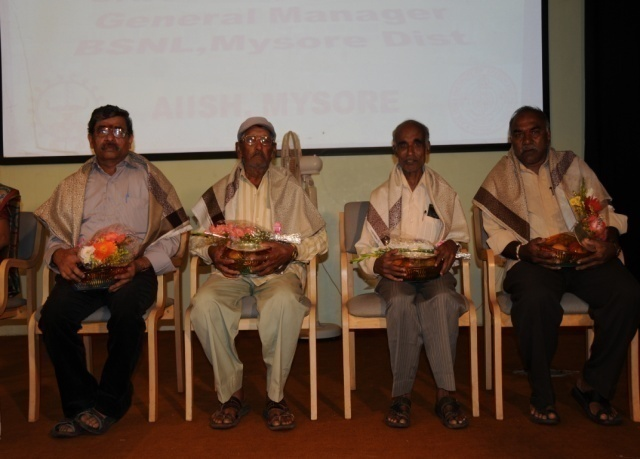 General Manager
BSNL,Mysore Dist
AIISH, MYSORE